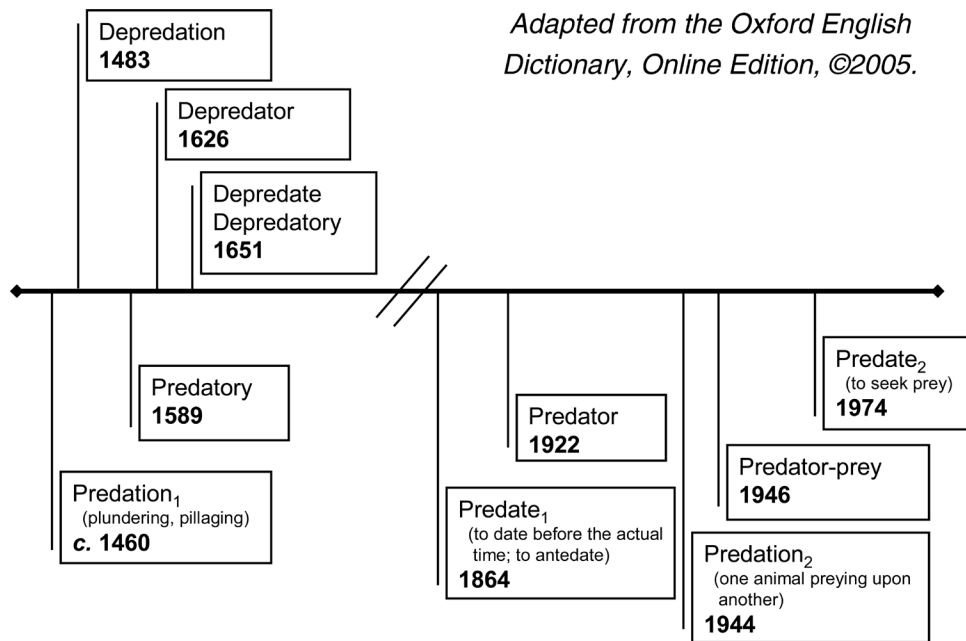 Adapted from the Oxford English
Dictionary, Online Edition, ©2005.
Depredation
1483
Depredator
1626
Depredate
Depredatory
1651
Predatory
1589
Predation₁
(plundering, pillaging)
c. 1460
Predate₂
(to seek prey)
1974
Predator
1922
Predator-prey
1946
Predate₁
(to date before the actual
time; to antedate)
1864
Predation₂
(one animal preying upon
another)
1944